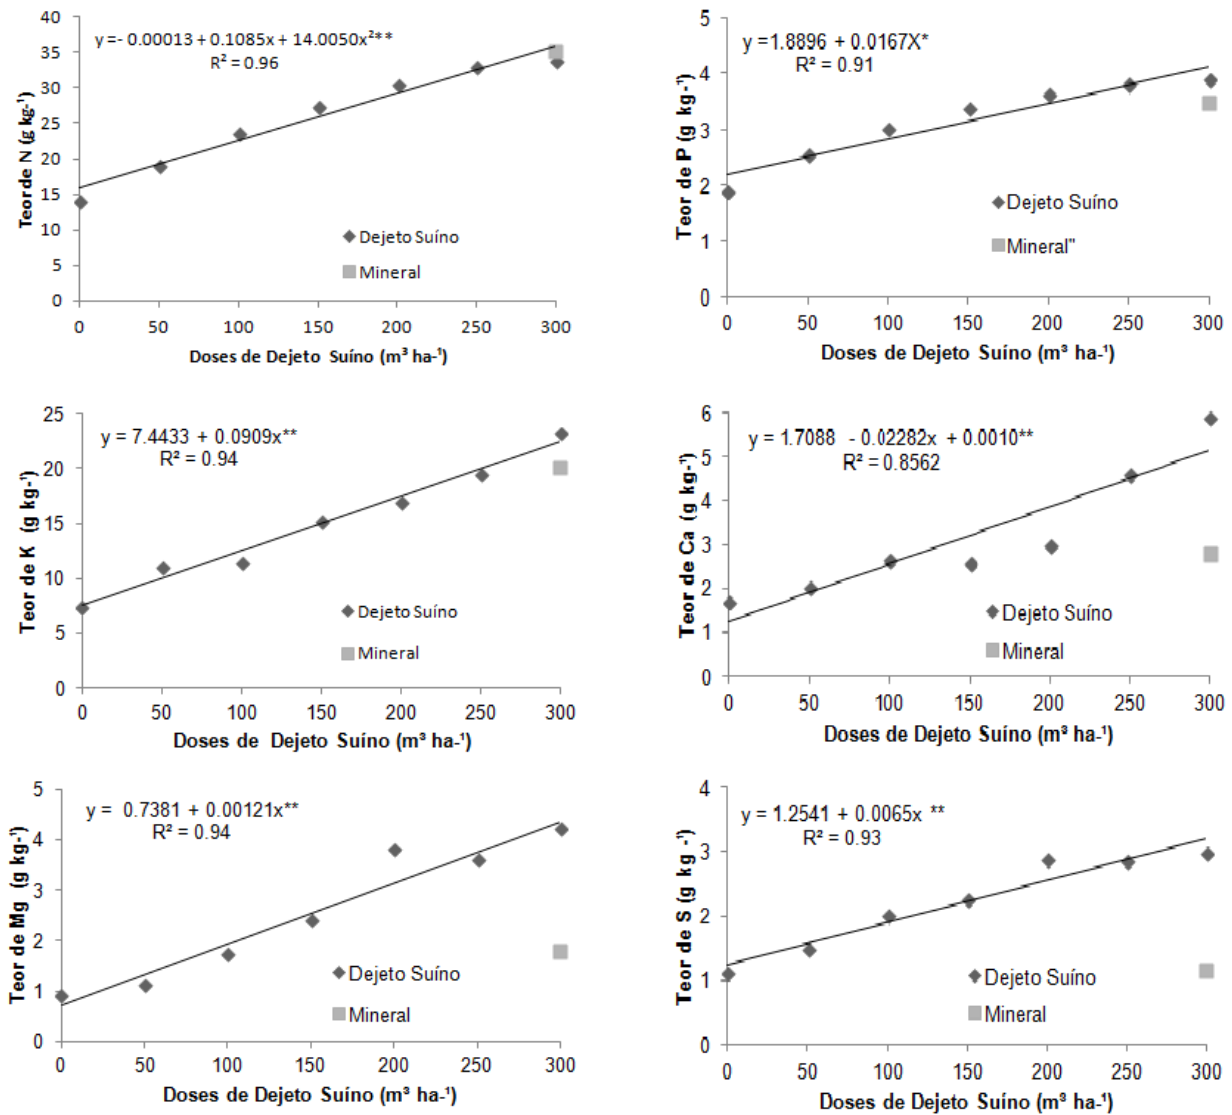 40
35
30
25
20
15
10
5
0
Teorde N (g kg-¹)
y =- 0.00013 + 0.1085x + 14.0050x²**
R² = 0.96
Dejeto Suíno
Mineral
0 50 100 150 200 250 300
Doses de Dejeto Suíno (m³ ha-¹)
5
4
3
2
1
0
Teor de P (g kg-¹)
y =1.8896 + 0.0167X*
R² = 0.91
Dejeto Suíno
Mineral"
0 50 100 150 200 250 300
Doses de Dejeto Suíno (m³ ha-¹)
25
20
15
10
5
0
Teor de K (g kg-¹)
y = 7.4433 + 0.0909x**
R² = 0.94
Dejeto Suíno
Mineral
0 50 100 150 200 250 300
Doses de Dejeto Suíno (m³ ha-¹)
6
5
4
3
2
1
0
Teor de Ca (g kg-¹)
y = 1.7088 - 0.02282x + 0.0010**
R² = 0.8562
Dejeto Suíno
Mineral
0 50 100 150 200 250 300
Doses de Dejeto Suíno (m³ ha-¹)
5
4
3
2
1
0
Teor de Mg (g kg-¹)
y = 0.7381 + 0.00121x**
R² = 0.94
Dejeto Suíno
Mineral
0 50 100 150 200 250 300
Doses de Dejeto Suíno (m³ ha-¹)
4
3
2
1
0
Teor de S (g kg-¹)
y =1.2541 + 0.0065x **
R² = 0.93
Dejeto Suíno
Mineral
0 50 100 150 200 250 300
Doses de Dejeto Suíno (m³ ha-¹)